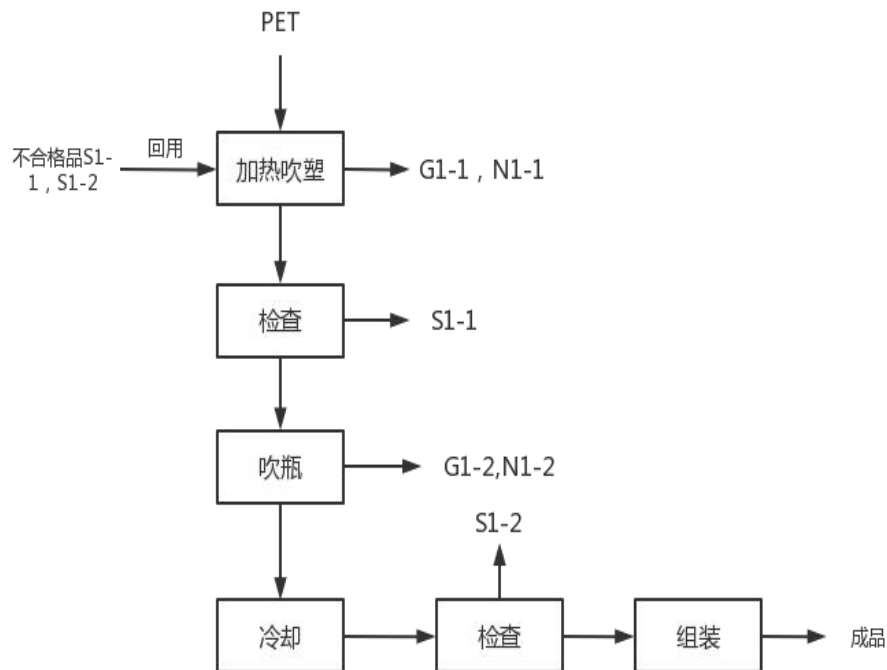 PET
回用
不合格品S1-
1，S1-2
加热吹塑
G1-1，N1-1
检查
S1-1
吹瓶
G1-2,N1-2
S1-2
冷却
检查
组装
成品